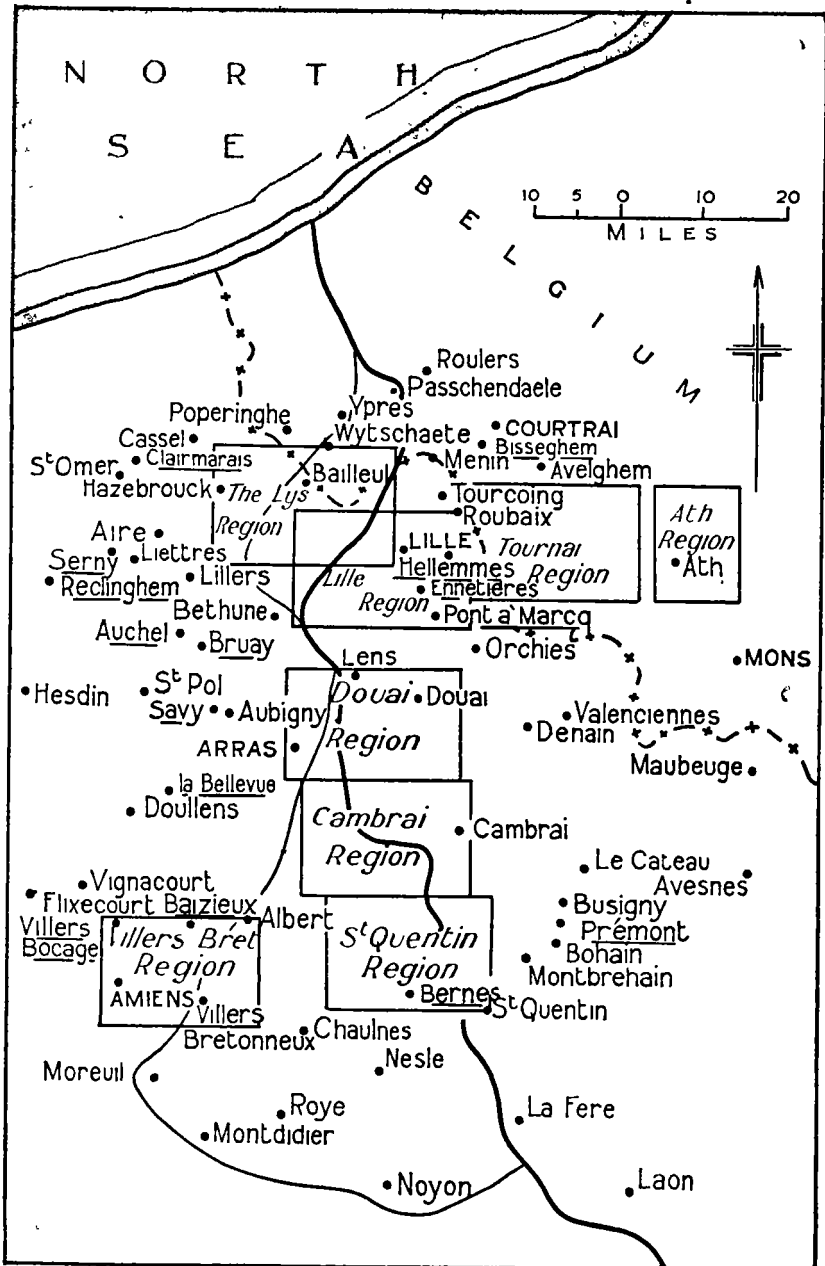 NORTH
SEA
BELGIUM
10 5 0 10 20
MILES
Roulers
Passchendaele
Ypres
Poperinghe
COURTRAI
Wytschaete
Cassel
Bisseghem
Clairmarais
Menin
St Omer
Bailleul
Avelghem
Hazebrouck
The Lys
Region
Tourcoing
Roubaix
Ath
Region
Ath
Aire
LILLE
Tournai
Region
Serny
Liettres
Hellemmes
Reclinghem
Lillers
Lille
Region
Ennetières
Bethune
Pont a' Marcq
Auchel
Bruay
Orchies
Lens
MONS
Hesdin
St Pol
Douai
Region
Douai
Savy
Aubigny
Valenciennes
Denain
ARRAS
Maubeuge
la Bellevue
Doullens
Cambrai
Region
Cambrai
Le Cateau
Avesnes
Vignacourt
Flixecourt
Baizieux
Busigny
Albert
Villers
Bocage
Villers Brét
Region
St Quentin
Region
Prémont
Bohain
Montbrehain
AMIENS
Bernes
Villers
Bretonneux
St Quentin
Chaulnes
Moreuil
Nesle
Roye
La Fere
Montdidier
Noyon
Laon